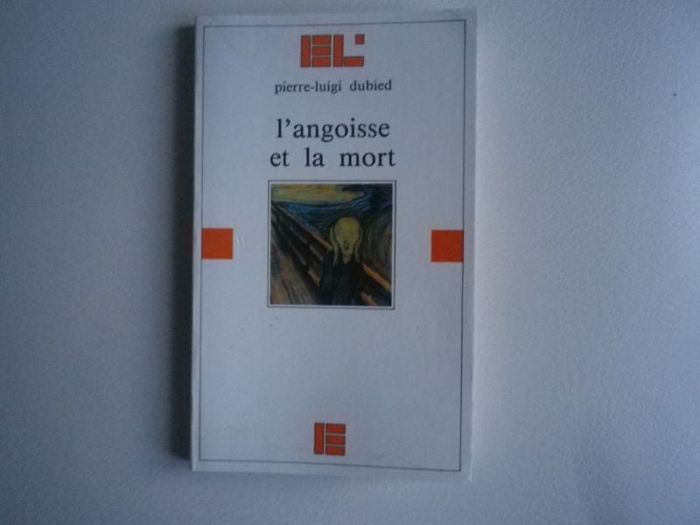 pierre-luigi dubied
l'angoisse
et la mort